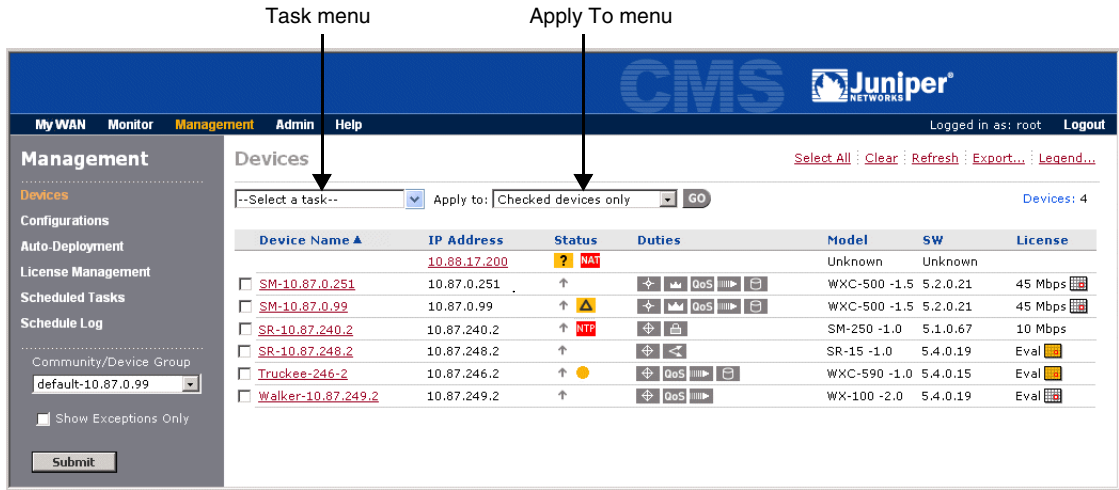 Task menu Apply To menu
CMS Juniper® NETWORKS
My WAN Monitor Management Admin Help Logged in as: root Logout
Management
Devices
Configurations
Auto-Deployment
License Management
Scheduled Tasks
Schedule Log
Community/Device Group
default-10.87.0.99
Show Exceptions Only
Submit
Devices Select All Clear Refresh Export... Legend...
--Select a task-- Apply to: Checked devices only GO Devices: 4
Device Name IP Address Status Duties Model SW License
10.88.17.200 ? NAT Unknown Unknown
SM-10.87.0.251 10.87.0.251 QoS WXC-500 -1.5 5.2.0.21 45 Mbps
SM-10.87.0.99 10.87.0.99 QoS WXC-500 -1.5 5.2.0.21 45 Mbps
SR-10.87.240.2 10.87.240.2 NTP SM-250 -1.0 5.1.0.67 10 Mbps
SR-10.87.248.2 10.87.248.2 SR-15 -1.0 5.4.0.19 Eval
Truckee-246-2 10.87.246.2 QoS WXC-590 -1.0 5.4.0.15 Eval
Walker-10.87.249.2 10.87.249.2 QoS WX-100 -2.0 5.4.0.19 Eval